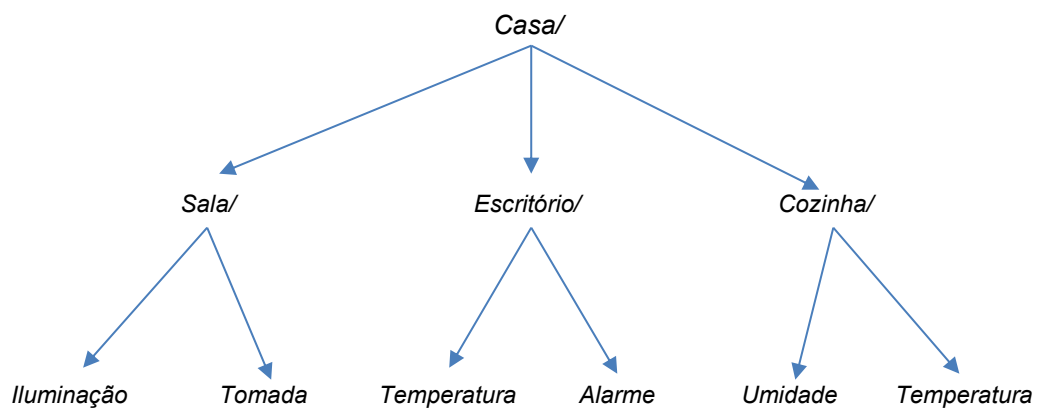 Casa/
Sala/ Escritório/ Cozinha/
Iluminação Tomada Temperatura Alarme Umidade Temperatura